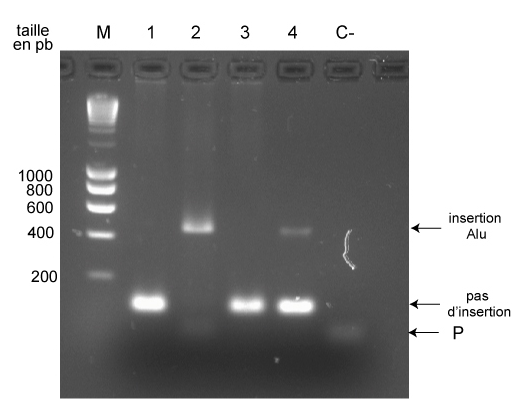 taille
en pb
M 1 2 3 4 C-
1000
800
600
400
200
insertion
Alu
pas
d'insertion
P